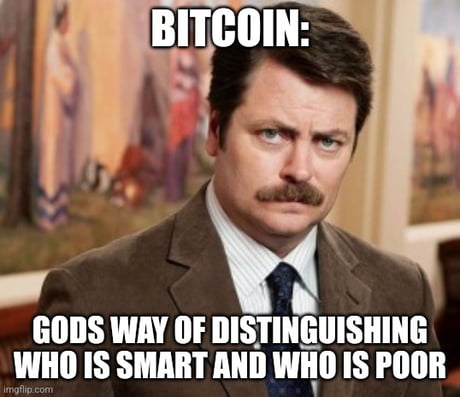 BITCOIN:
GODS WAY OF DISTINGUISHING
WHO IS SMART AND WHO IS POOR
imgflip.com